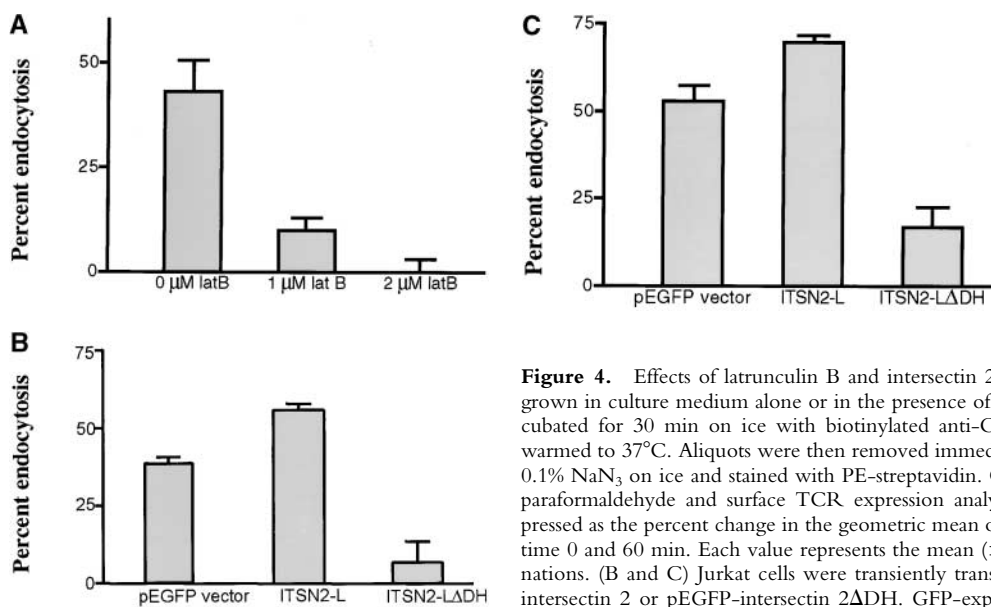 A
Percent endocytosis
50
25
0
0 µM latB
1 µM lat B
2 µM latB
B
Percent endocytosis
75
50
25
0
pEGFP vector
ITSN2-L
ITSN2-LΔDH
C
Percent endocytosis
75
50
25
0
pEGFP vector
ITSN2-L
ITSN2-LΔDH
Figure 4. Effects of latrunculin B and intersectin 2
grown in culture medium alone or in the presence of
cubated for 30 min on ice with biotinylated anti-C
warmed to 37°C. Aliquots were then removed immed
0.1% NaN₃ on ice and stained with PE-streptavidin.
paraformaldehyde and surface TCR expression analy
pressed as the percent change in the geometric mean o
time 0 and 60 min. Each value represents the mean (
nations. (B and C) Jurkat cells were transiently trans
intersectin 2 or pEGFP-intersectin 2ΔDH. GFP-exp